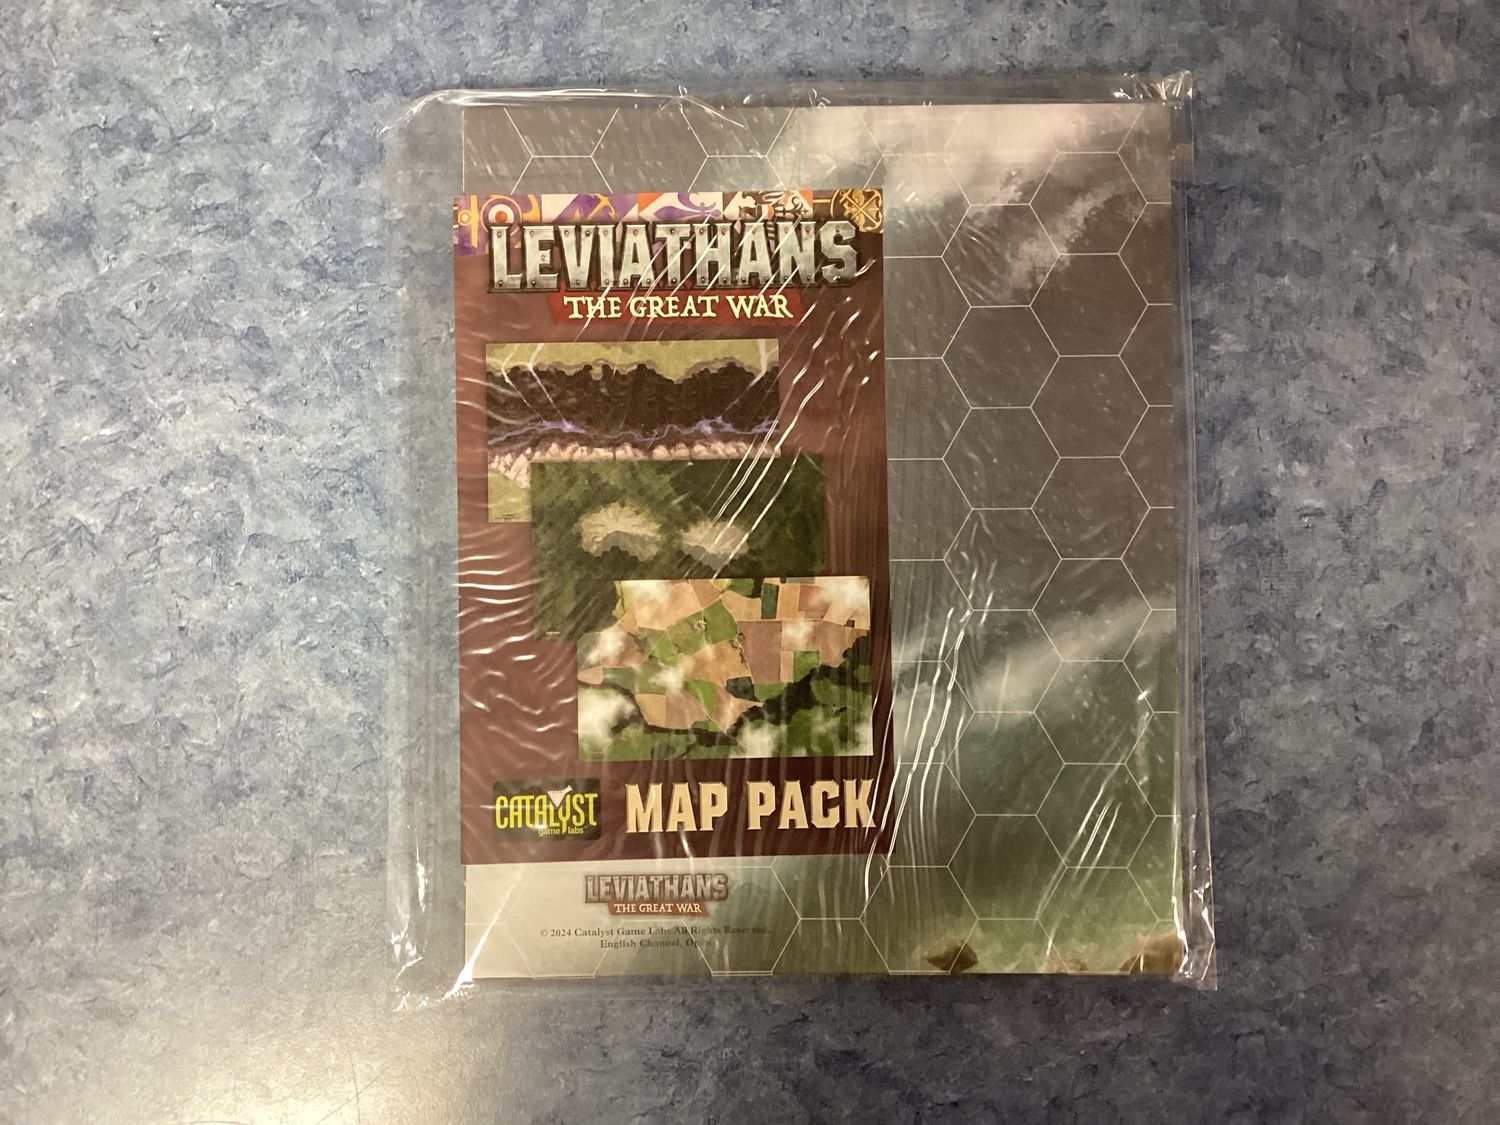 LEVIATHANS
THE GREAT WAR
CATALYST
game labs
MAP PACK
LEVIATHANS
THE GREAT WAR
© 2024 Catalyst Game Labs All Rights Reserved.
English Channel, Open